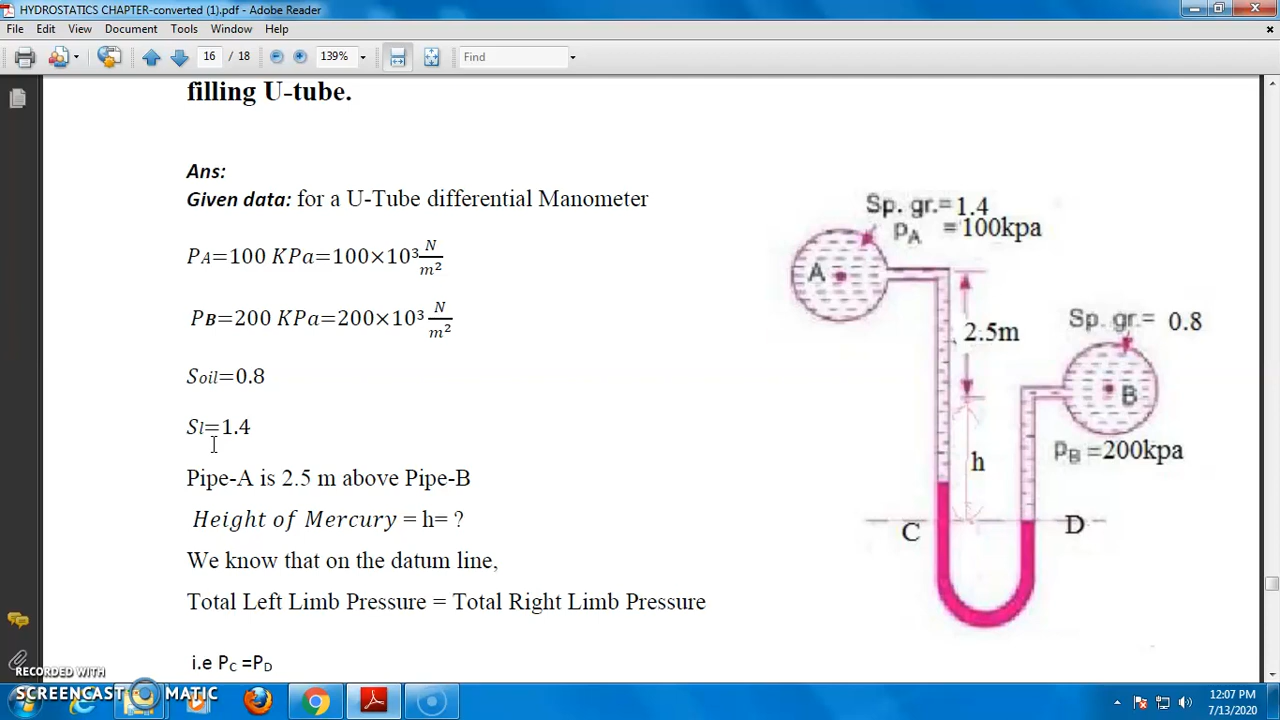 HYDROSTATICS CHAPTER-converted (1).pdf - Adobe Reader
File Edit View Document Tools Window Help
16 / 18 139% Find
filling U-tube.
Ans:
Given data: for a U-Tube differential Manometer
PA=100 KPa=100×10³ N/m²
PB=200 KPa=200×10³ N/m²
Soil=0.8
Sl=1.4
Pipe-A is 2.5 m above Pipe-B
Height of Mercury = h= ?
We know that on the datum line,
Total Left Limb Pressure = Total Right Limb Pressure
i.e PC =PD
Sp. gr.= 1.4
pA = 100kpa
A
2.5m
Sp. gr.= 0.8
B
pB =200kpa
h
C D
RECORDED WITH
SCREENCAST MATIC
12:07 PM
7/13/2020